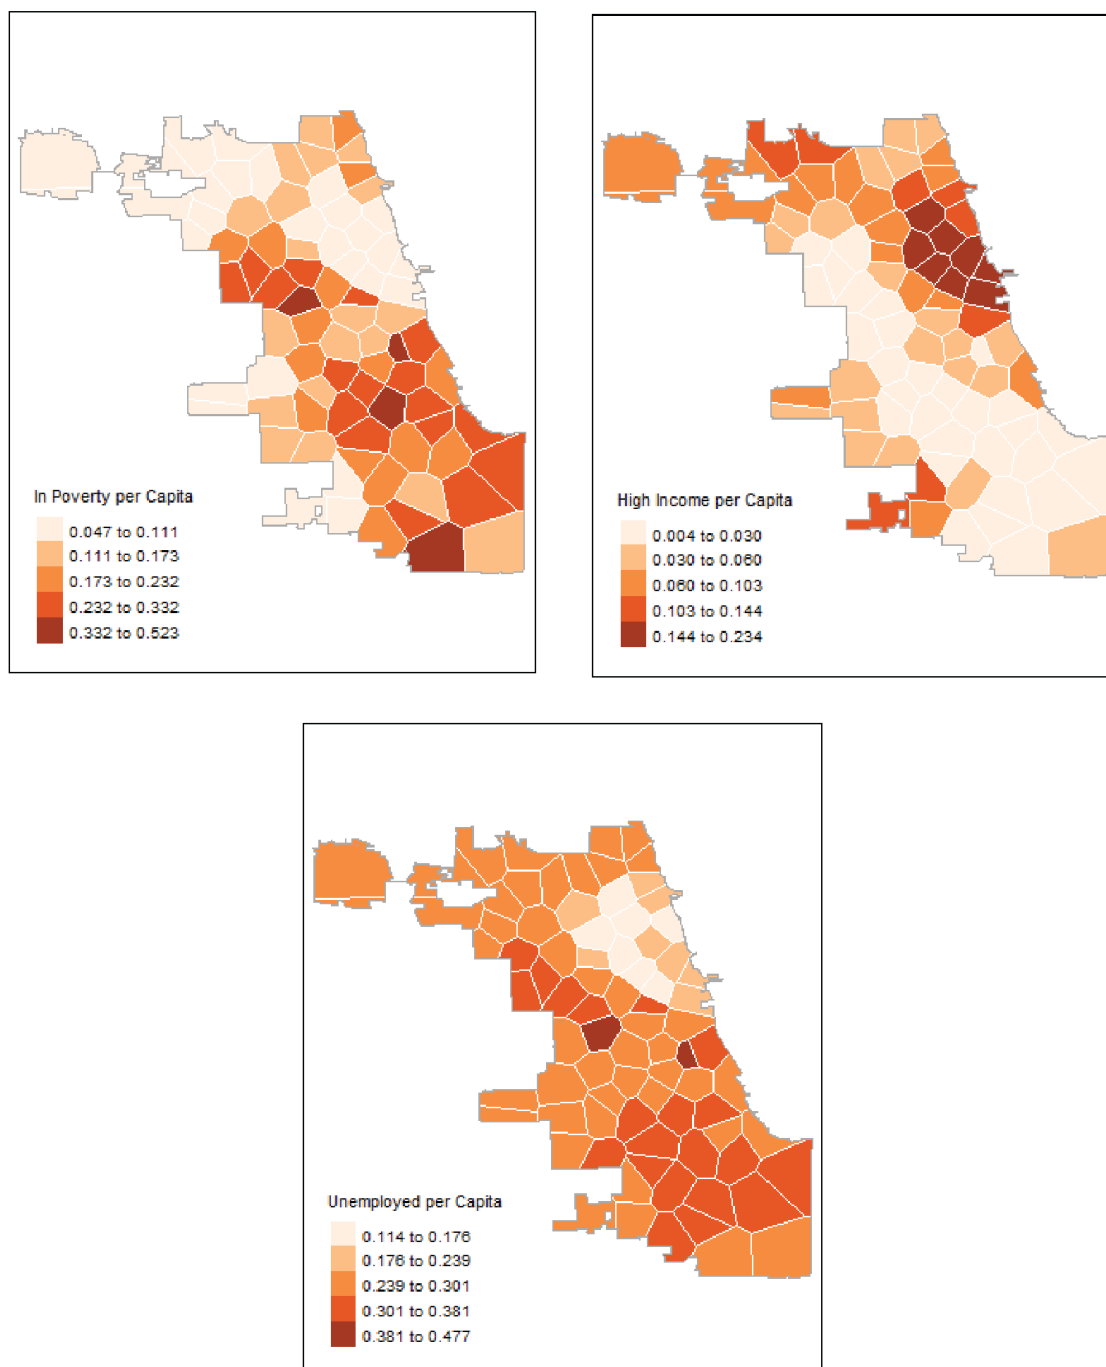 In Poverty per Capita
0.047 to 0.111
0.111 to 0.173
0.173 to 0.232
0.232 to 0.332
0.332 to 0.523
High Income per Capita
0.004 to 0.030
0.030 to 0.060
0.060 to 0.103
0.103 to 0.144
0.144 to 0.234
Unemployed per Capita
0.114 to 0.176
0.176 to 0.239
0.239 to 0.301
0.301 to 0.381
0.381 to 0.477